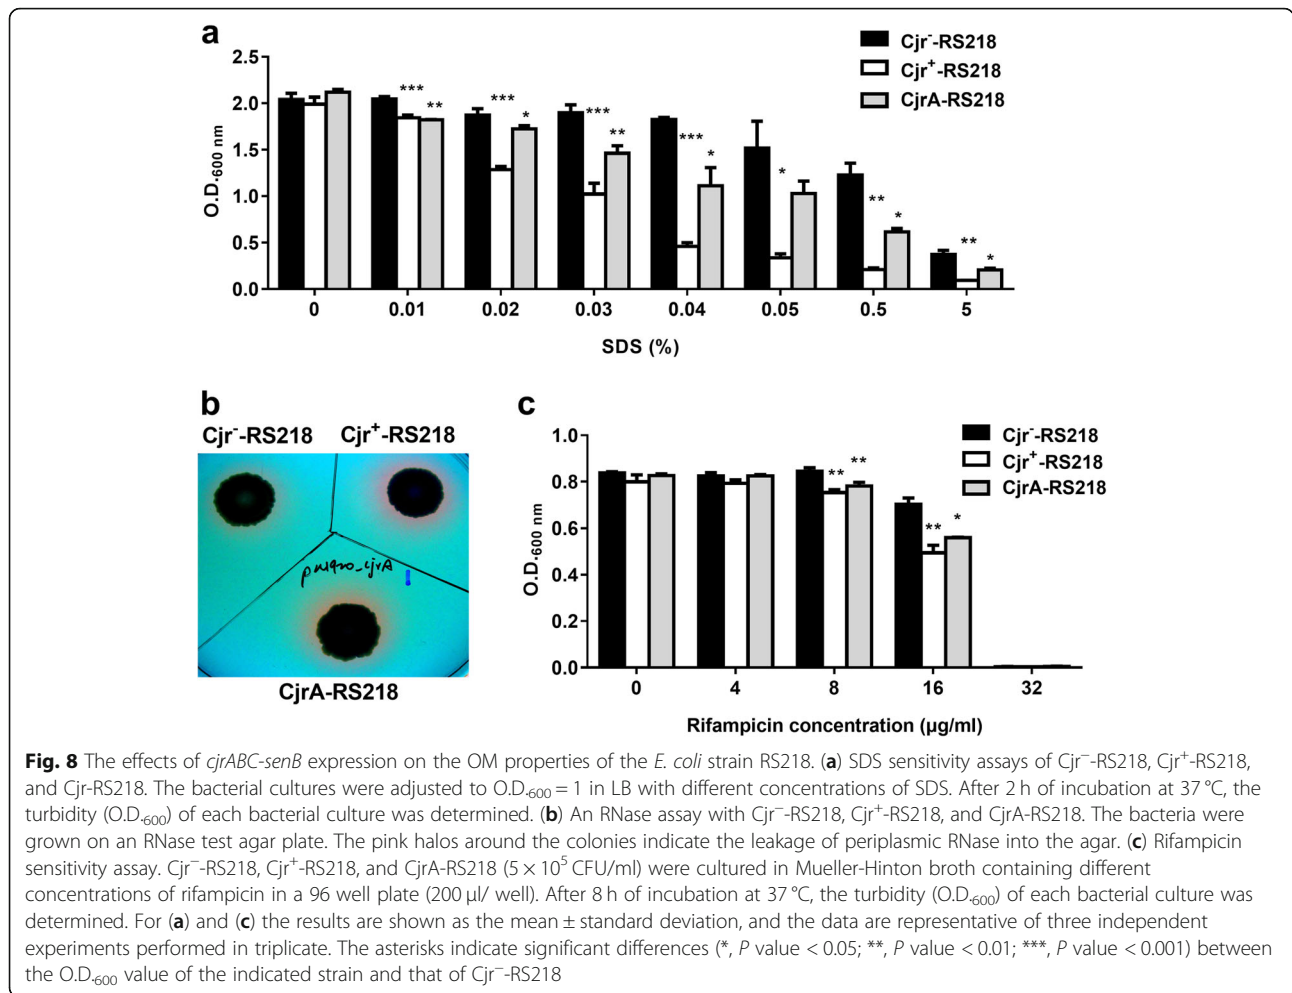 a
Cjr⁻-RS218
Cjr⁺-RS218
CjrA-RS218
2.5
2.0
1.5
1.0
0.5
0.0
O.D.600 nm
*** **
*** *
*** **
*** *
*
** *
** *
0 0.01 0.02 0.03 0.04 0.05 0.5 5
SDS (%)
b
Cjr⁻-RS218 Cjr⁺-RS218
CjrA-RS218
c
Cjr⁻-RS218
Cjr⁺-RS218
CjrA-RS218
1.0
0.8
0.6
0.4
0.2
0.0
O.D.600 nm
** **
** *
0 4 8 16 32
Rifampicin concentration (µg/ml)
Fig. 8 The effects of cjrABC-senB expression on the OM properties of the E. coli strain RS218. (a) SDS sensitivity assays of Cjr⁻-RS218, Cjr⁺-RS218,
and Cjr-RS218. The bacterial cultures were adjusted to O.D.₆₀₀ = 1 in LB with different concentrations of SDS. After 2 h of incubation at 37 °C, the
turbidity (O.D.₆₀₀) of each bacterial culture was determined. (b) An RNase assay with Cjr⁻-RS218, Cjr⁺-RS218, and CjrA-RS218. The bacteria were
grown on an RNase test agar plate. The pink halos around the colonies indicate the leakage of periplasmic RNase into the agar. (c) Rifampicin
sensitivity assay. Cjr⁻-RS218, Cjr⁺-RS218, and CjrA-RS218 (5 × 10⁵ CFU/ml) were cultured in Mueller-Hinton broth containing different
concentrations of rifampicin in a 96 well plate (200 µl/ well). After 8 h of incubation at 37 °C, the turbidity (O.D.₆₀₀) of each bacterial culture was
determined. For (a) and (c) the results are shown as the mean ± standard deviation, and the data are representative of three independent
experiments performed in triplicate. The asterisks indicate significant differences (*, P value < 0.05; **, P value < 0.01; ***, P value < 0.001) between
the O.D.₆₀₀ value of the indicated strain and that of Cjr⁻-RS218